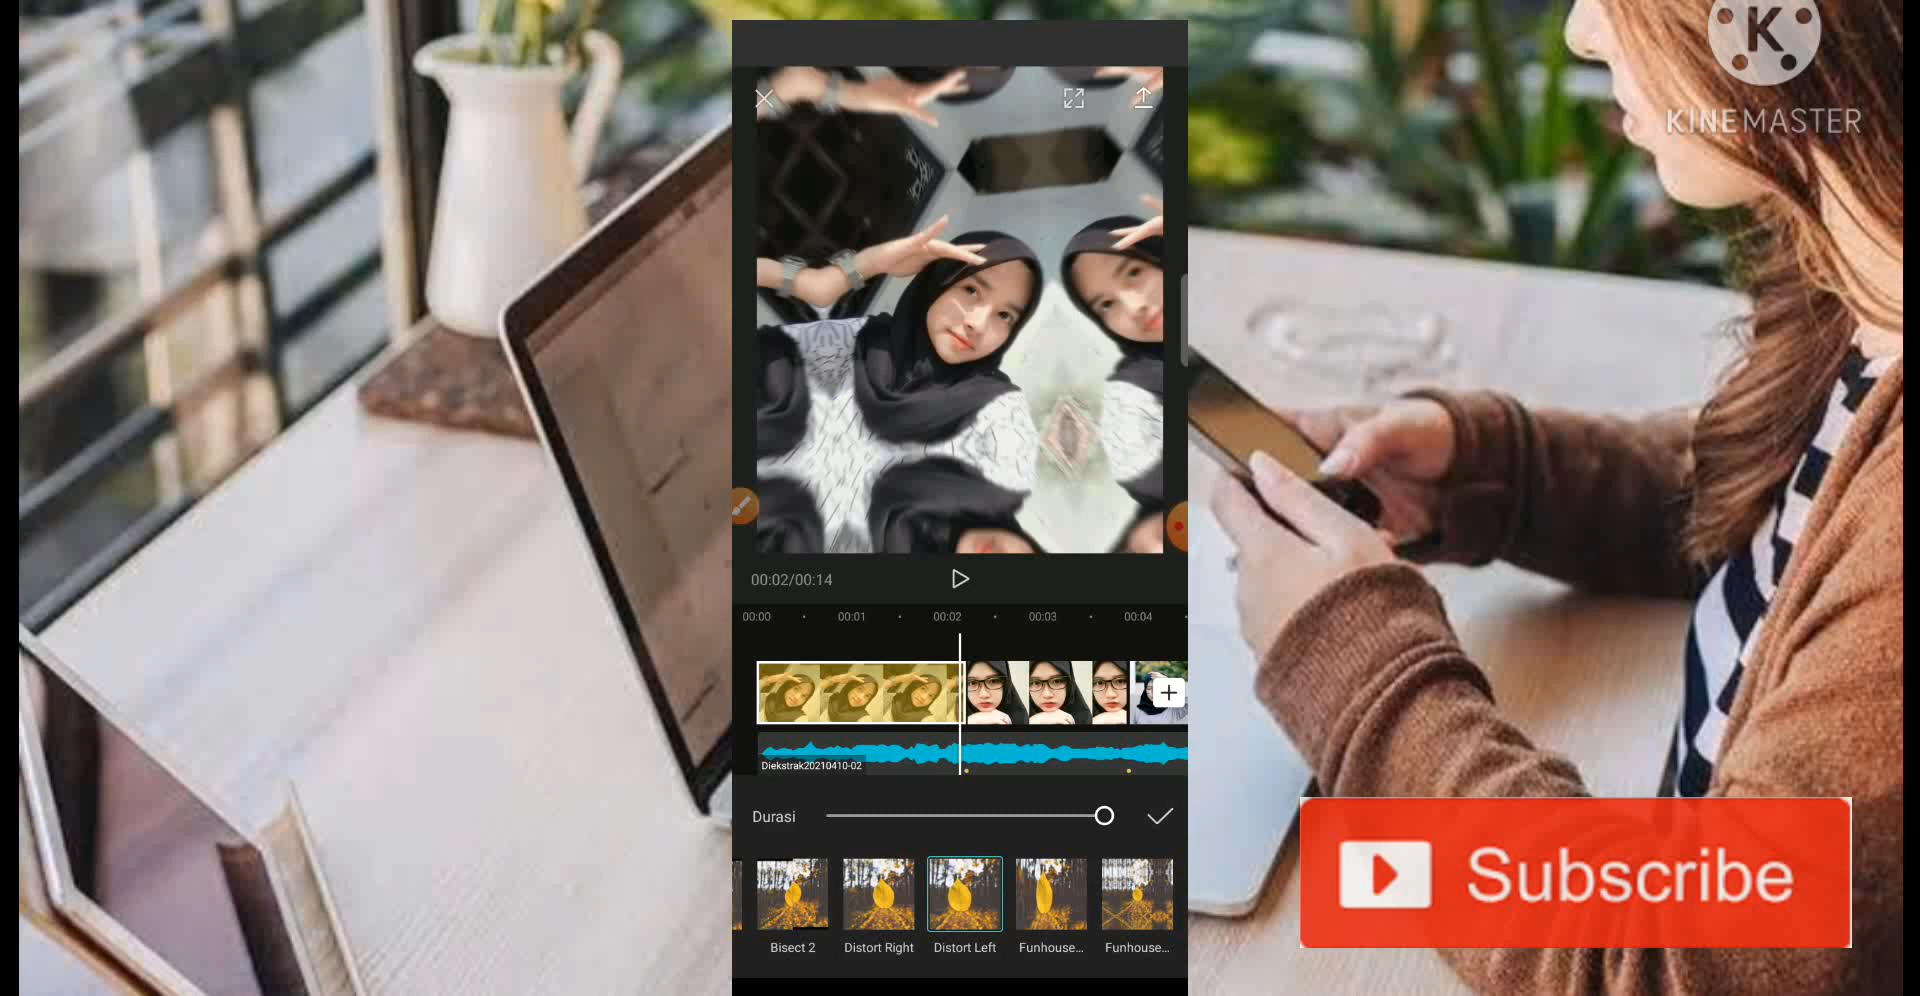 K
KINEMASTER
00:02/00:14
00:00
00:01
00:02
00:03
00:04
Diekstrak20210410-02
Durasi
Bisect 2
Distort Right
Distort Left
Funhouse...
Funhouse...
Subscribe